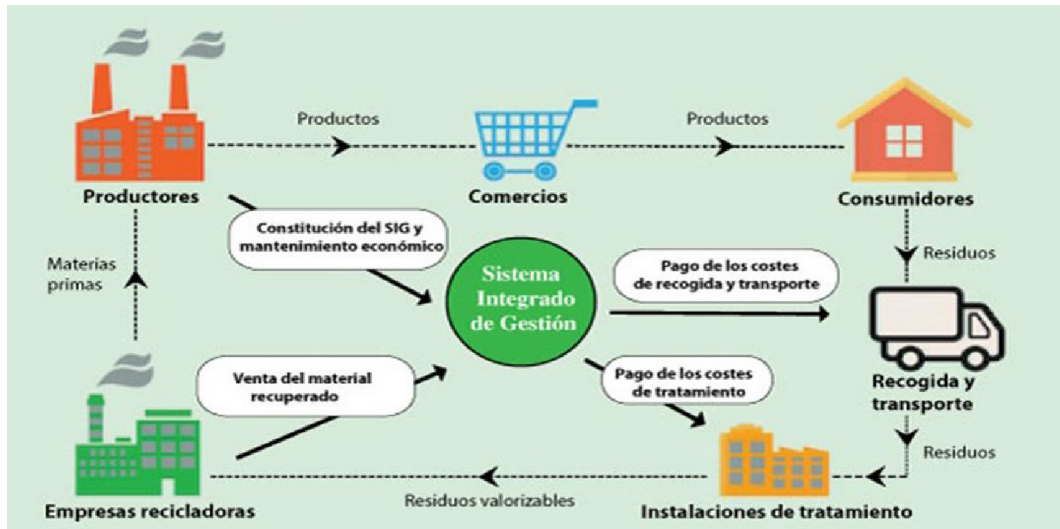 Productos
Productos
Productores
Comercios
Consumidores
Constitución del SIG y
mantenimiento económico
Materias
primas
Sistema
Integrado
de Gestión
Pago de los costes
de recogida y transporte
Residuos
Venta del material
recuperado
Pago de los costes
de tratamiento
Recogida y
transporte
Residuos
Residuos valorizables
Empresas recicladoras
Instalaciones de tratamiento